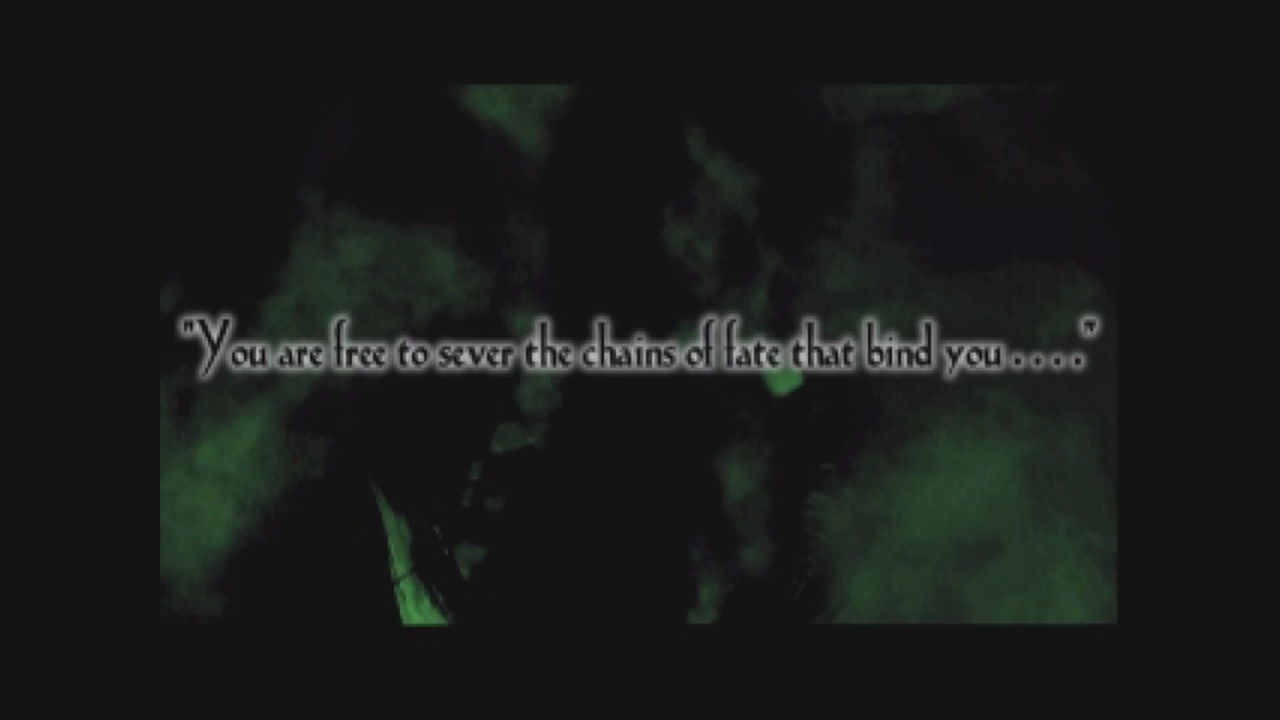 "You are free to sever the chains of fate that bind you . . . ."